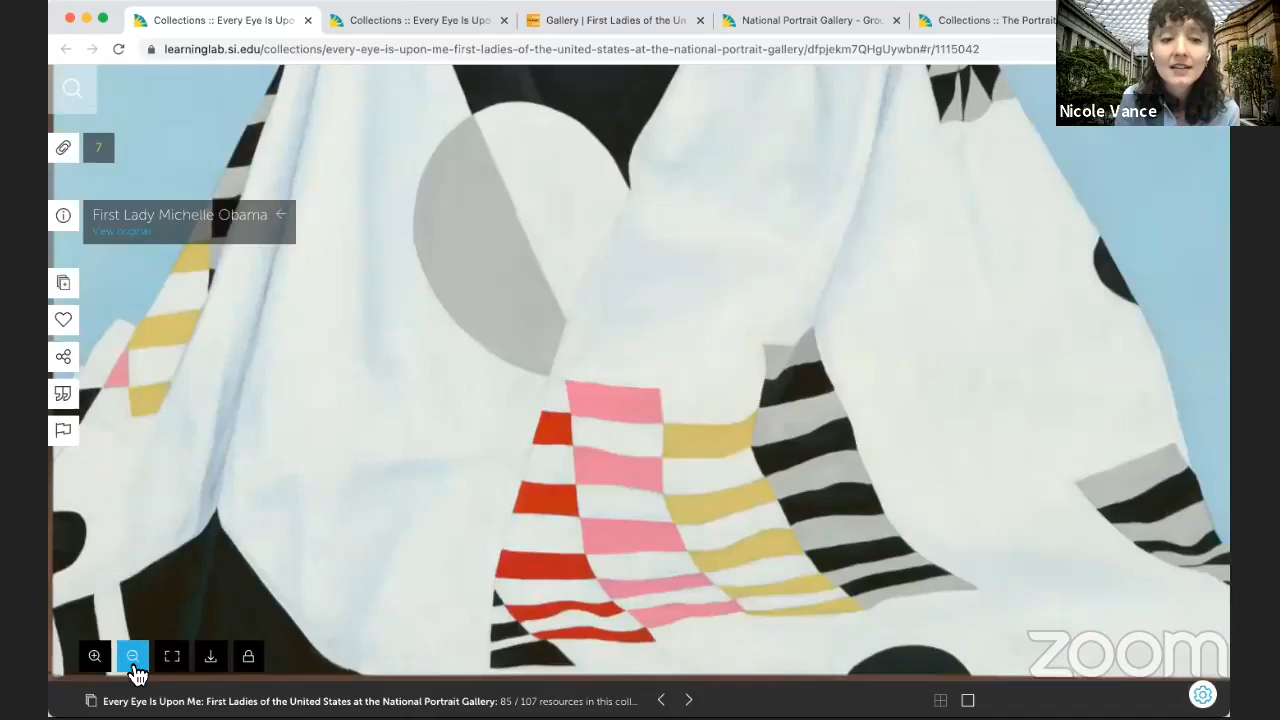 Collections :: Every Eye Is Upo
Collections :: Every Eye Is Upo
Gallery | First Ladies of the Un
National Portrait Gallery - Grou
Collections :: The Portrait
learninglab.si.edu/collections/every-eye-is-upon-me-first-ladies-of-the-united-states-at-the-national-portrait-gallery/dfpjekm7QHgUywbn#r/1115042
Nicole Vance
7
First Lady Michelle Obama
View original
zoom
Every Eye Is Upon Me: First Ladies of the United States at the National Portrait Gallery: 85 / 107 resources in this coll...